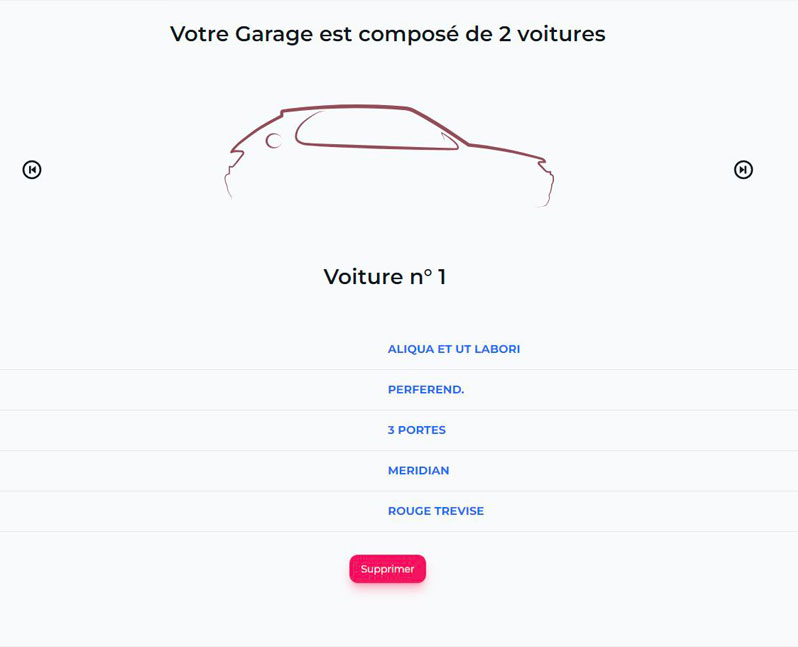 Votre Garage est composé de 2 voitures
Voiture n° 1
ALIQUA ET UT LABORI
PERFEREND.
3 PORTES
MERIDIAN
ROUGE TREVISE
Supprimer